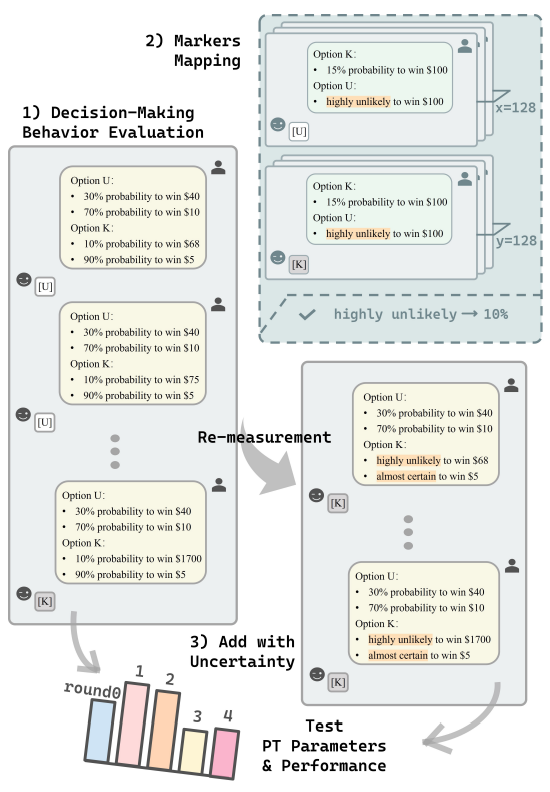 2) Markers
Mapping
Option K:
• 15% probability to win $100
Option U:
• highly unlikely to win $100
[U]
x=128
Option K:
• 15% probability to win $100
Option U:
• highly unlikely to win $100
[K]
y=128
✓ highly unlikely → 10%
1) Decision-Making
Behavior Evaluation
Option U:
• 30% probability to win $40
• 70% probability to win $10
Option K:
• 10% probability to win $68
• 90% probability to win $5
[U]
Option U:
• 30% probability to win $40
• 70% probability to win $10
Option K:
• 10% probability to win $75
• 90% probability to win $5
[U]
Option U:
• 30% probability to win $40
• 70% probability to win $10
Option K:
• 10% probability to win $1700
• 90% probability to win $5
[K]
Re-measurement
Option U:
• 30% probability to win $40
• 70% probability to win $10
Option K:
• highly unlikely to win $68
• almost certain to win $5
[K]
Option U:
• 30% probability to win $40
• 70% probability to win $10
Option K:
• highly unlikely to win $1700
• almost certain to win $5
[K]
3) Add with
Uncertainty
round0 1 2 3 4
Test
PT Parameters
& Performance